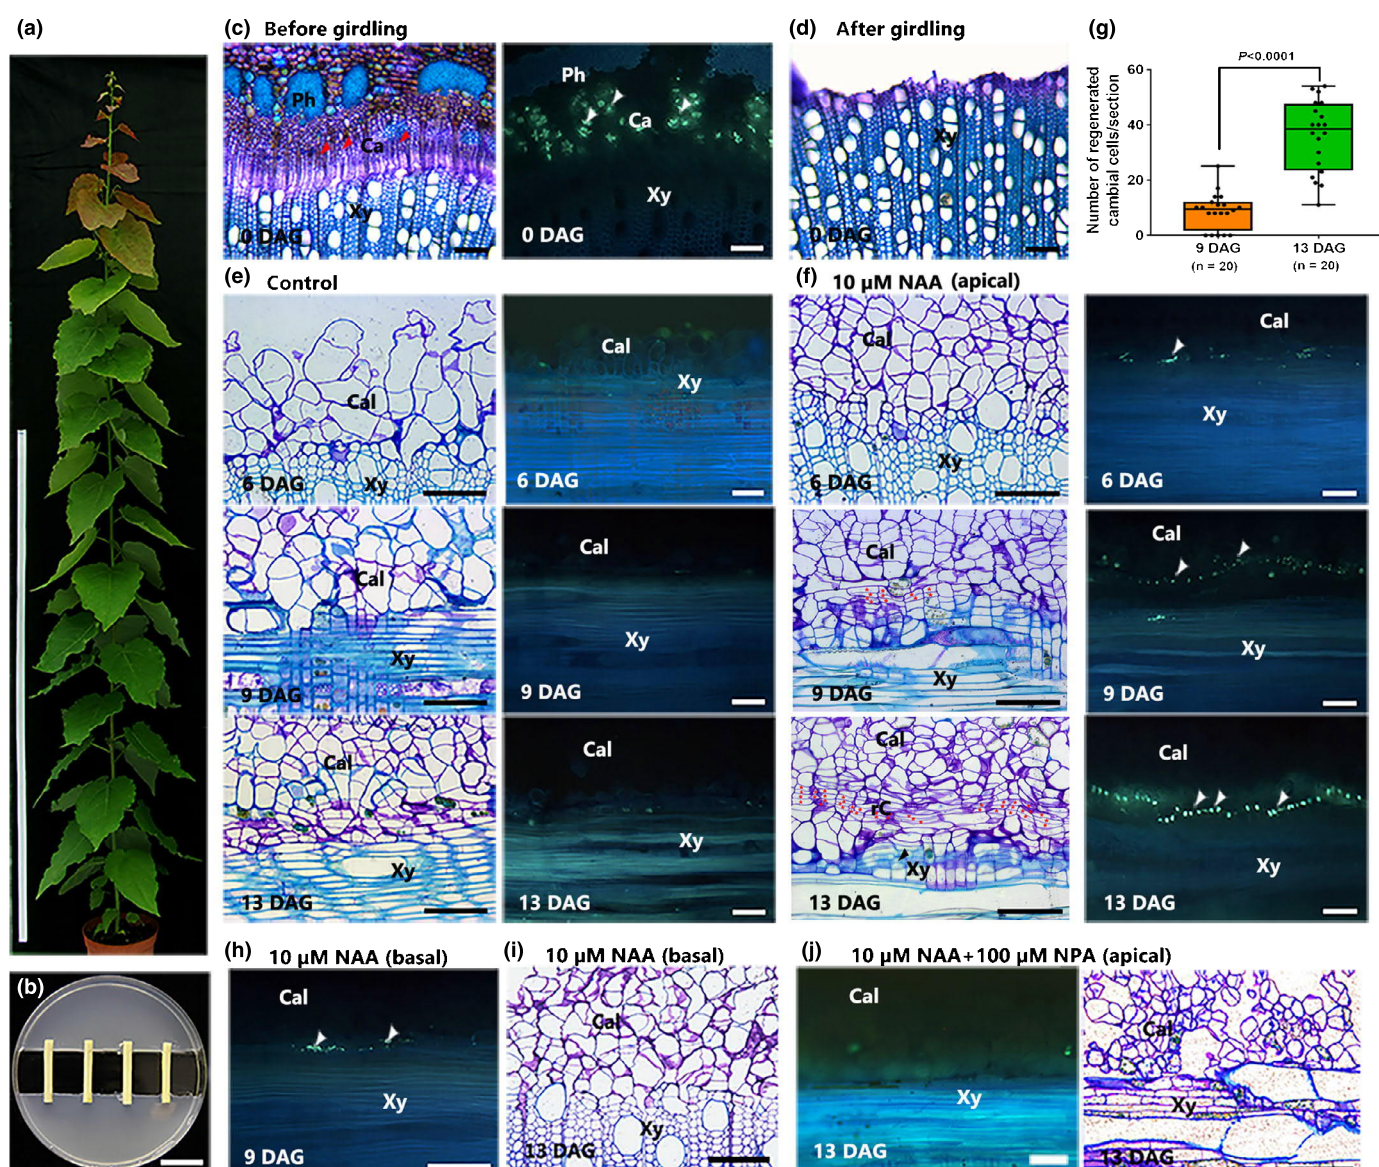 (a)
(b)
(c) Before girdling
Ph
Ca
Xy
0 DAG
Ph
Ca
Xy
0 DAG
(d) After girdling
Xy
0 DAG
(g)
P<0.0001
Number of regenerated
cambial cells/section
60
40
20
0
9 DAG
(n = 20)
13 DAG
(n = 20)
(e) Control
Cal
Xy
6 DAG
Cal
Xy
6 DAG
Cal
Xy
9 DAG
Cal
Xy
9 DAG
Cal
Xy
13 DAG
Cal
Xy
13 DAG
(f) 10 µM NAA (apical)
Cal
Xy
6 DAG
Cal
Xy
6 DAG
Cal
Xy
9 DAG
Cal
Xy
9 DAG
Cal
rC
Xy
13 DAG
Cal
Xy
13 DAG
(h) 10 µM NAA (basal)
Cal
Xy
9 DAG
(i) 10 µM NAA (basal)
Cal
Xy
13 DAG
(j) 10 µM NAA+100 µM NPA (apical)
Cal
Xy
13 DAG
Cal
Xy
13 DAG